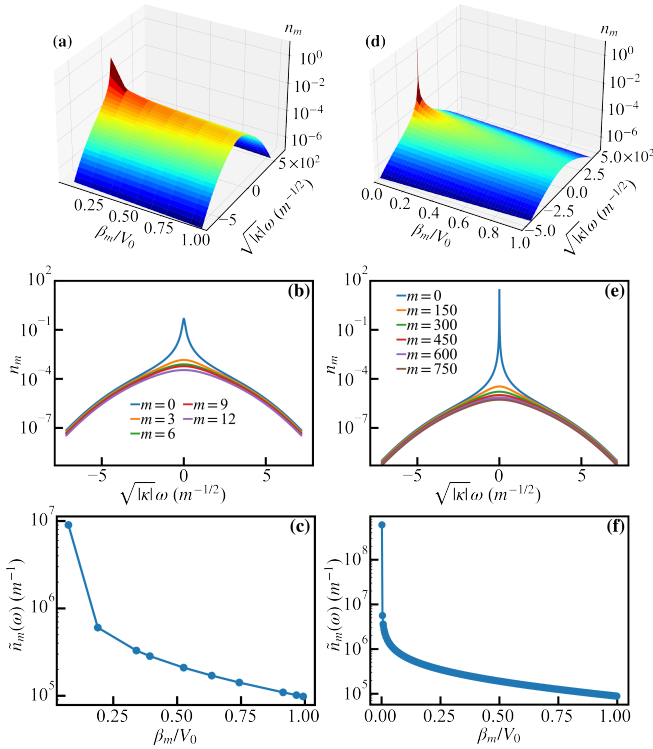 (a)
n_m
10^0
10^−2
10^−4
10^−6
5 ×10^2
0
−5
0.25
0.50
0.75
1.00
β_m/V_0
√|κ| ω (m^−1/2)
(d)
n_m
10^0
10^−2
10^−4
10^−6
5.0 ×10^2
2.5
0
−2.5
−5.0
0.0
0.2
0.4
0.6
0.8
1.0
β_m/V_0
√|κ| ω (m^−1/2)
(b)
10^2
10^−1
10^−4
10^−7
n_m
m = 0
m = 3
m = 6
m = 9
m = 12
−5 0 5
√|κ| ω (m^−1/2)
(e)
10^2
10^−1
10^−4
10^−7
n_m
m = 0
m = 150
m = 300
m = 450
m = 600
m = 750
−5 0 5
√|κ| ω (m^−1/2)
(c)
10^7
10^6
10^5
ñ_m(ω) (m^−1)
0.25 0.50 0.75 1.00
β_m/V_0
(f)
10^8
10^7
10^6
10^5
ñ_m(ω) (m^−1)
0.00 0.25 0.50 0.75 1.00
β_m/V_0